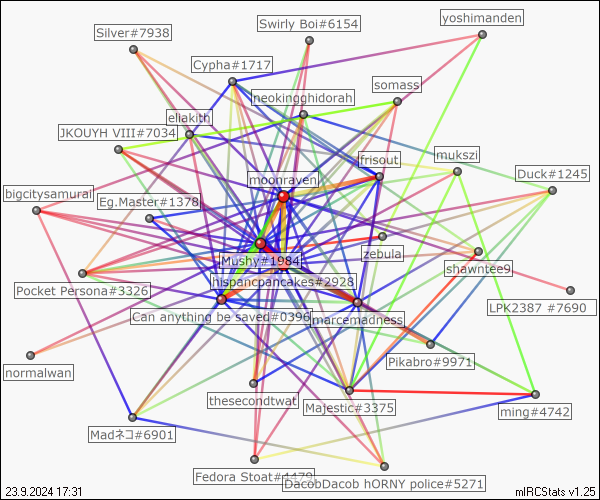 Swirly Boi#6154
yoshimanden
Silver#7938
Cypha#1717
somass
neokingghidorah
eliakith
JKOUYH VIII#7034
mukszi
frisout
Duck#1245
moonraven
bigcitysamurai
Eg.Master#1378
zebula
Mushy#1984
shawntee9
hispancpancakes#2928
Pocket Persona#3326
LPK2387 #7690
Can anything be saved#0396
marcemadness
Pikabro#9971
normalwan
thesecondtwat
Majestic#3375
ming#4742
Madネコ#6901
Fedora Stoat#1479
DacobDacob hORNY police#5271
23.9.2024 17:31
mIRCStats v1.25